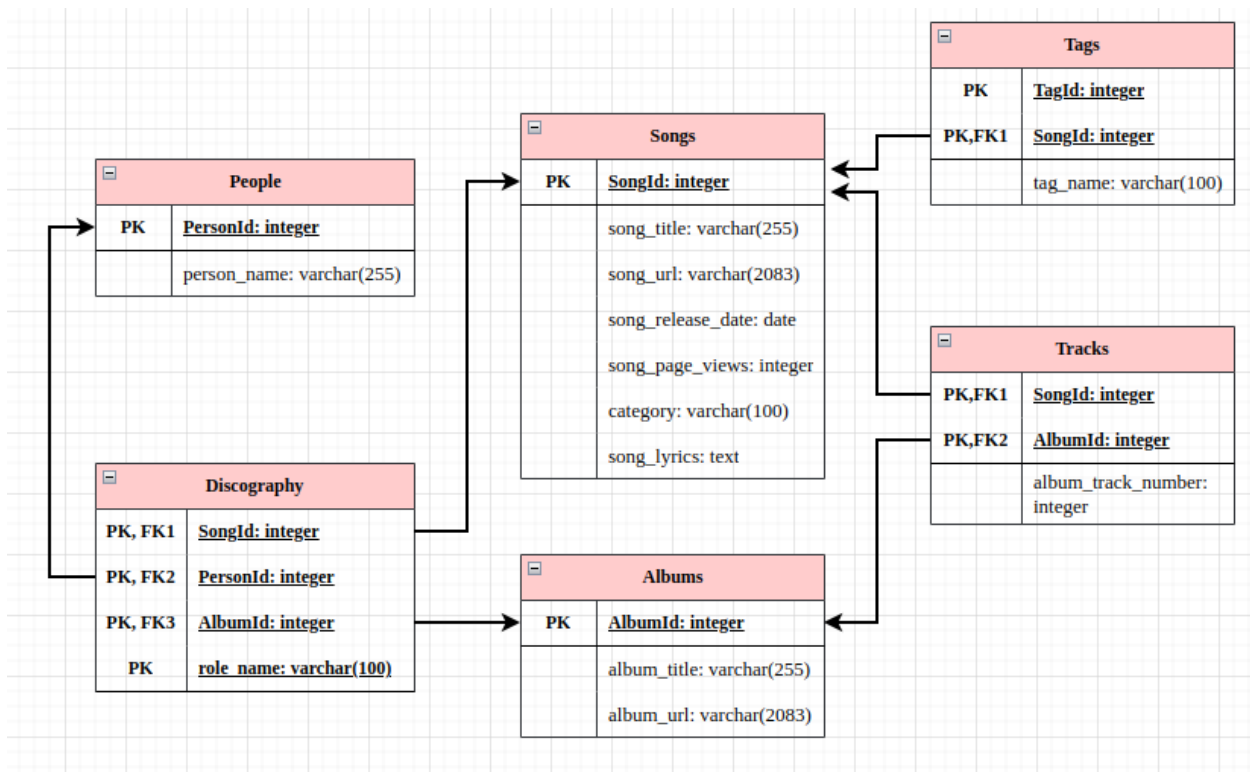 People
PK PersonId: integer
person_name: varchar(255)
Discography
PK, FK1 SongId: integer
PK, FK2 PersonId: integer
PK, FK3 AlbumId: integer
PK role_name: varchar(100)
Songs
PK SongId: integer
song_title: varchar(255)
song_url: varchar(2083)
song_release_date: date
song_page_views: integer
category: varchar(100)
song_lyrics: text
Albums
PK AlbumId: integer
album_title: varchar(255)
album_url: varchar(2083)
Tags
PK TagId: integer
PK,FK1 SongId: integer
tag_name: varchar(100)
Tracks
PK,FK1 SongId: integer
PK,FK2 AlbumId: integer
album_track_number:
integer